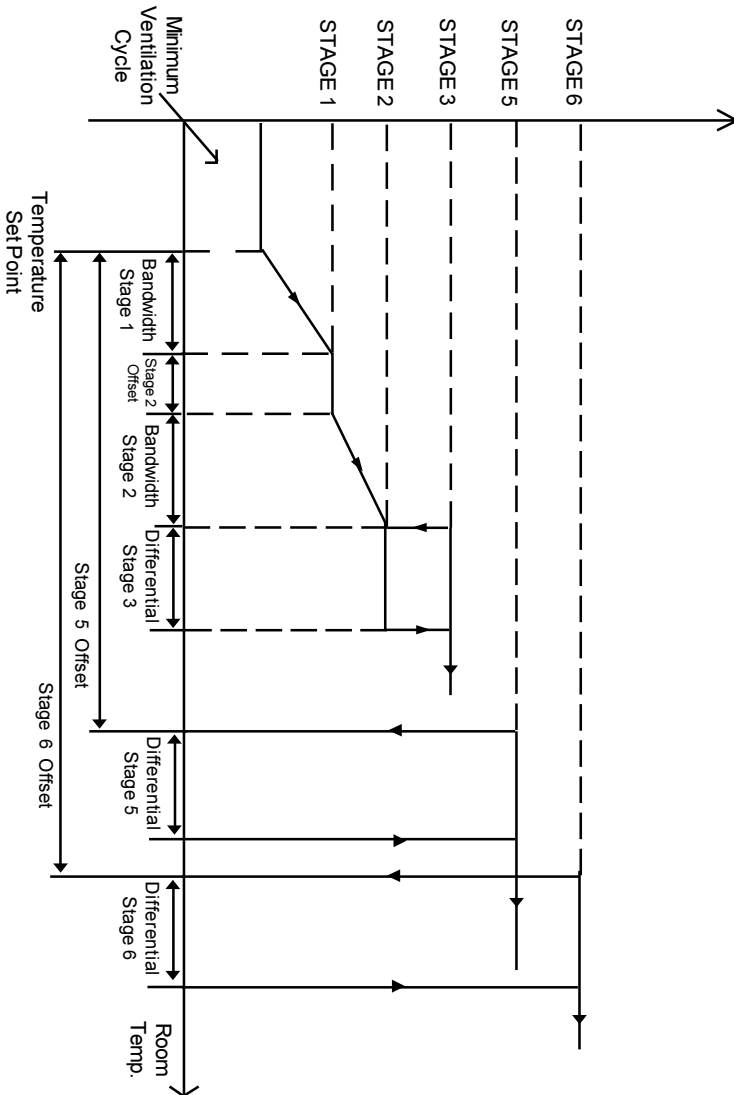 STAGE 6
STAGE 5
STAGE 3
STAGE 2
STAGE 1
Minimum
Ventilation
Cycle
Temperature
Set Point
Bandwidth
Stage 1
Stage 2
Offset
Bandwidth
Stage 2
Differential
Stage 3
Differential
Stage 5
Differential
Stage 6
Room
Temp.
Stage 5 Offset
Stage 6 Offset